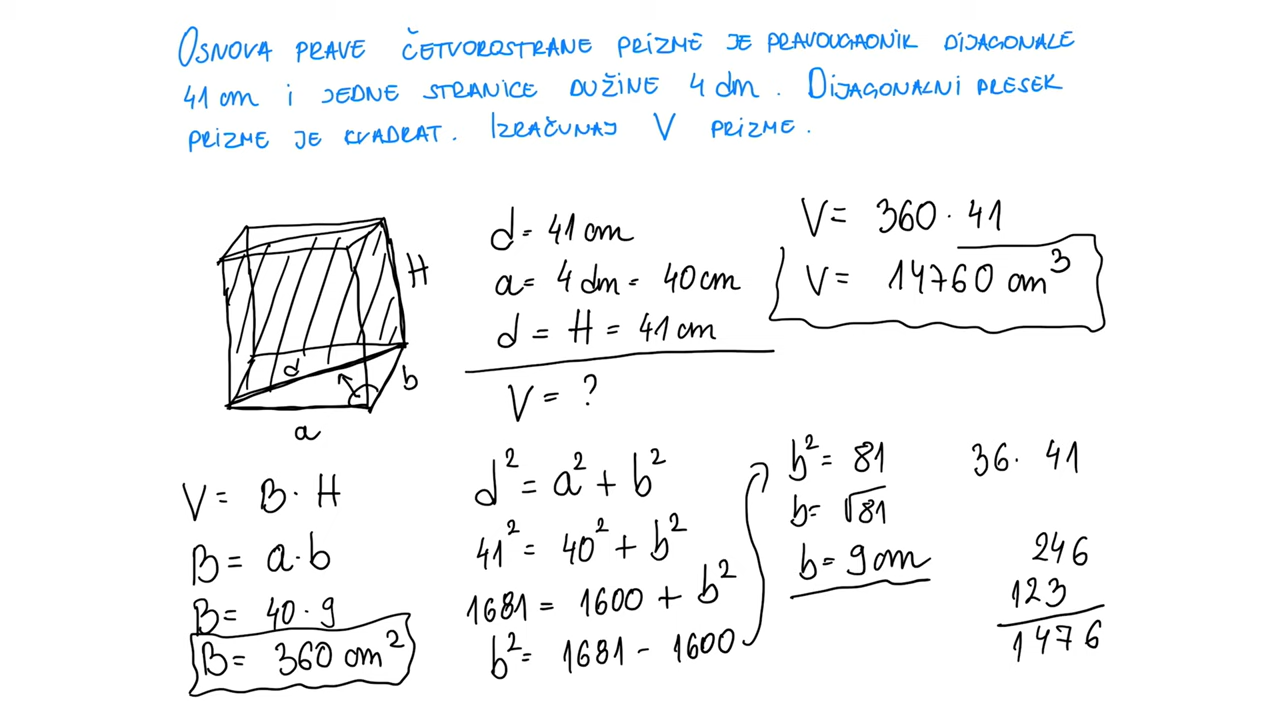 OSNOVA PRAVE ČETVOROSTRANE PRIZME JE PRAVOUGAONIK DIJAGONALE
41 cm I JEDNE STRANICE DUŽINE 4 dm. DIJAGONALNI PRESEK
PRIZME JE KVADRAT. IZRAČUNAJ V PRIZME.
H
d
b
a
d = 41 cm
a = 4 dm = 40 cm
d = H = 41 cm
V = ?
V = 360 · 41
V = 14760 cm³
V = B · H
B = a · b
B = 40 · 9
B = 360 cm²
d² = a² + b²
41² = 40² + b²
1681 = 1600 + b²
b² = 1681 - 1600
b² = 81
b = √81
b = 9 cm
36 · 41
246
123
1476